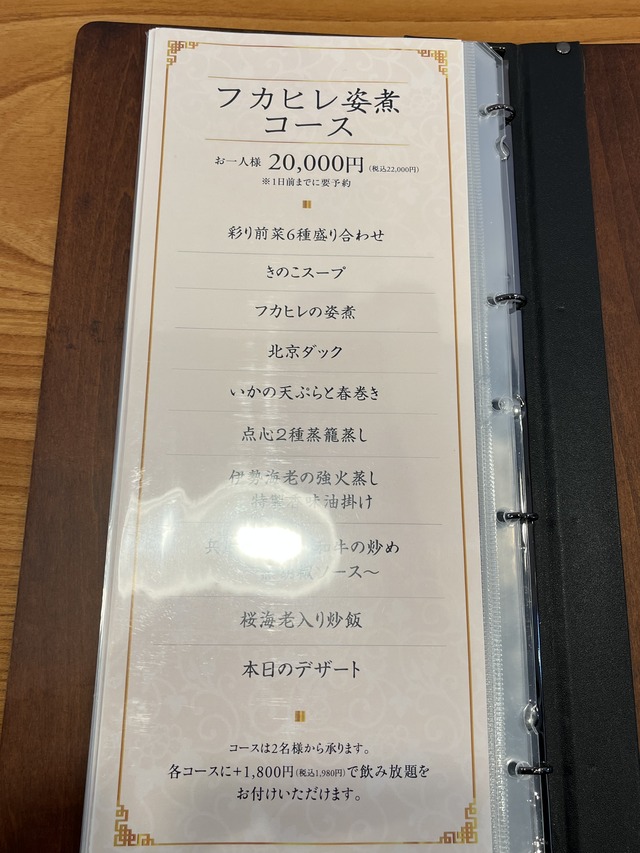 フカヒレ姿煮
コース
お一人様 20,000円(税込22,000円)
※1日前までに要予約
彩り前菜6種盛り合わせ
きのこスープ
フカヒレの姿煮
北京ダック
いかの天ぷらと春巻き
点心2種蒸籠蒸し
伊勢海老の強火蒸し
味油掛け
兵 和牛の炒め
ソース〜
桜海老入り炒飯
本日のデザート
コースは2名様から承ります。
各コースに+1,800円(税込1,980円)で飲み放題を
お付けいただけます。